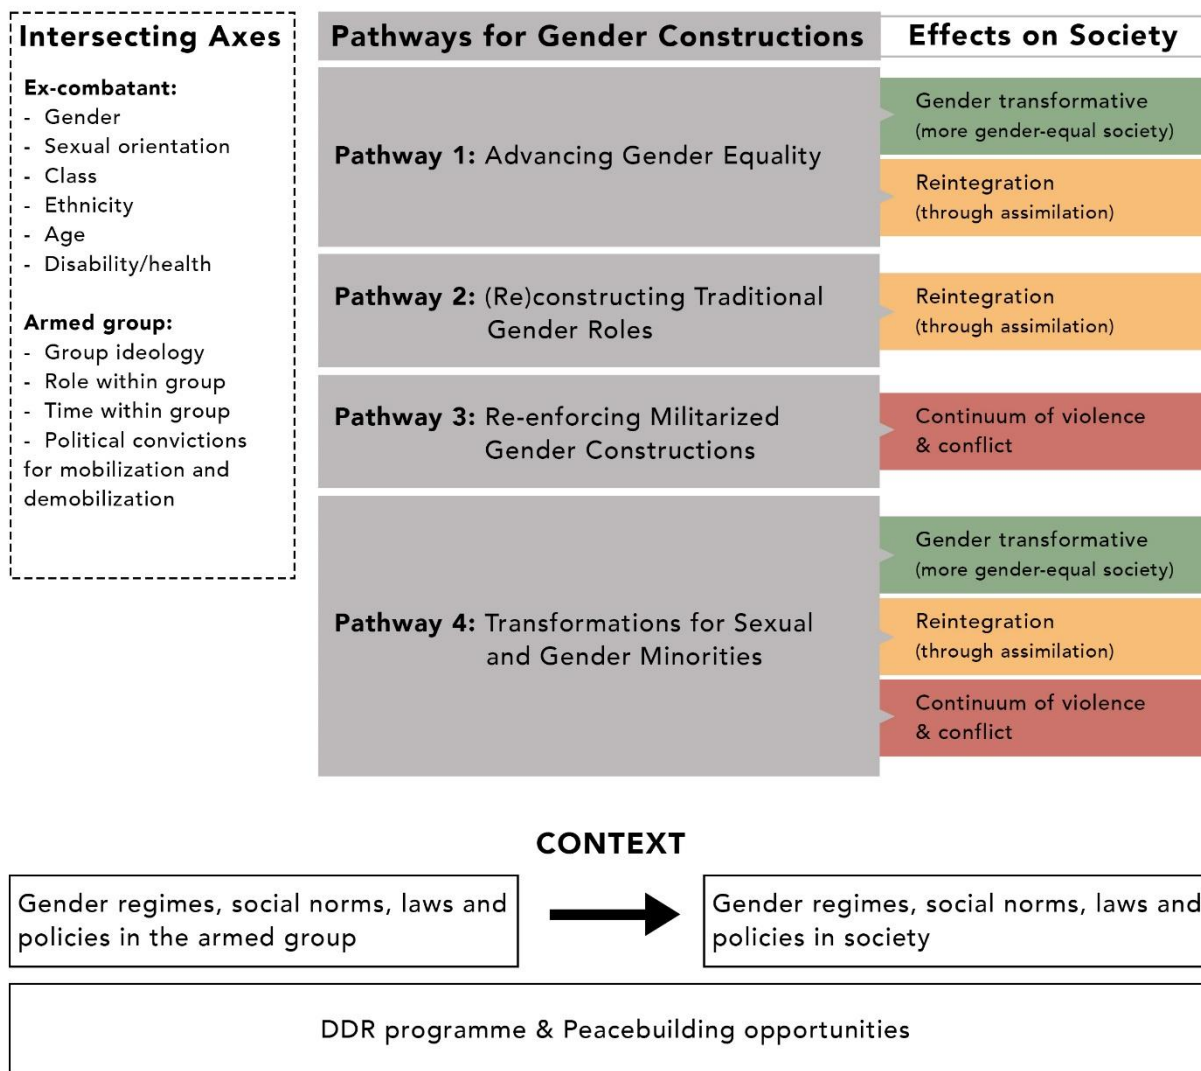 Intersecting Axes
Ex-combatant:
- Gender
- Sexual orientation
- Class
- Ethnicity
- Age
- Disability/health
Armed group:
- Group ideology
- Role within group
- Time within group
- Political convictions
for mobilization and
demobilization
Pathways for Gender Constructions
Pathway 1: Advancing Gender Equality
Pathway 2: (Re)constructing Traditional
Gender Roles
Pathway 3: Re-enforcing Militarized
Gender Constructions
Pathway 4: Transformations for Sexual
and Gender Minorities
Effects on Society
Gender transformative
(more gender-equal society)
Reintegration
(through assimilation)
Reintegration
(through assimilation)
Continuum of violence
& conflict
Gender transformative
(more gender-equal society)
Reintegration
(through assimilation)
Continuum of violence
& conflict
CONTEXT
Gender regimes, social norms, laws and
policies in the armed group
Gender regimes, social norms, laws and
policies in society
DDR programme & Peacebuilding opportunities